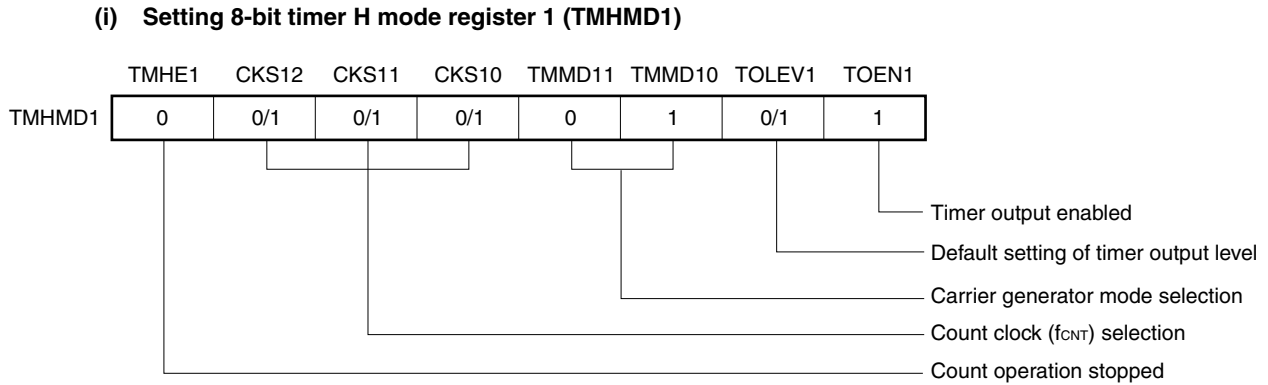 (i) Setting 8-bit timer H mode register 1 (TMHMD1)
TMHE1 CKS12 CKS11 CKS10 TMMD11 TMMD10 TOLEV1 TOEN1
TMHMD1 0 0/1 0/1 0/1 0 1 0/1 1
Timer output enabled
Default setting of timer output level
Carrier generator mode selection
Count clock (fCNT) selection
Count operation stopped